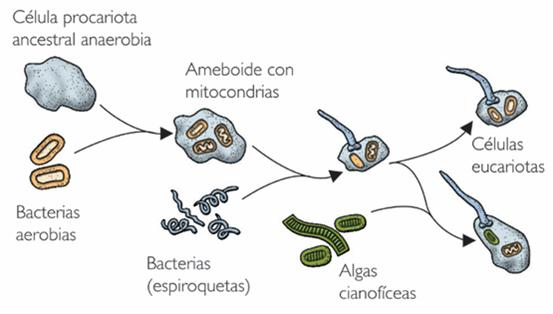 Célula procariota
ancestral anaerobia
Ameboide con
mitocondrias
Bacterias
aerobias
Bacterias
(espiroquetas)
Algas
cianofíceas
Células
eucariotas